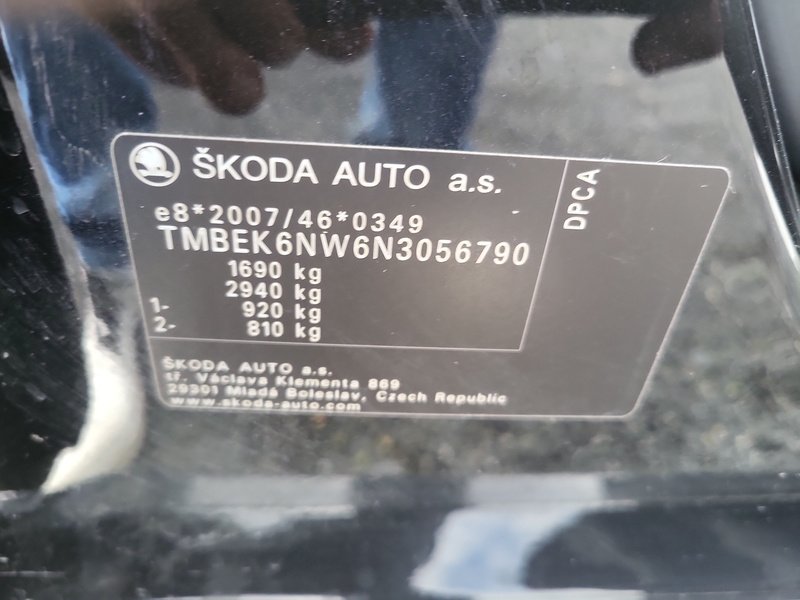 ŠKODA AUTO a.s.
DPCA
e8*2007/46*0349
TMBEK6NW6N3056790
1690 kg
2940 kg
1- 920 kg
2- 810 kg
ŠKODA AUTO a.s.
tř. Václava Klementa 869
29301 Mladá Boleslav, Czech Republic
www.skoda-auto.com